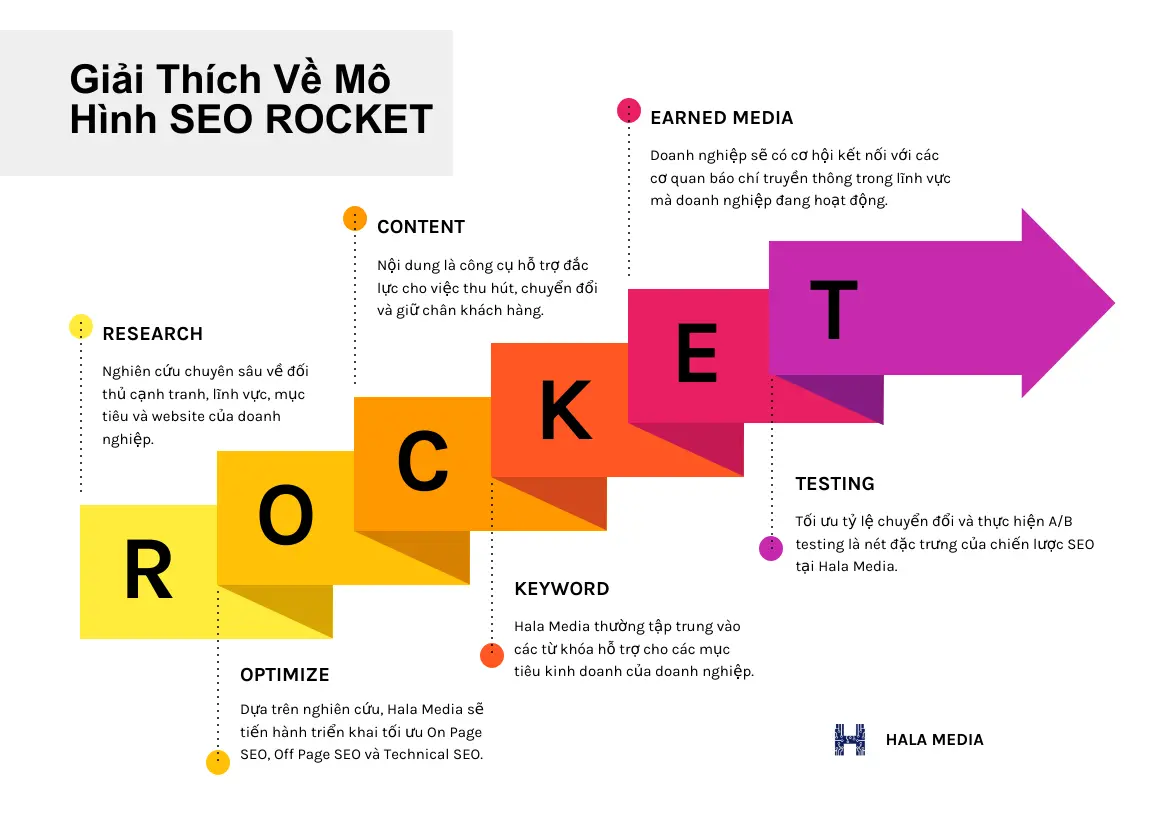 Giải Thích Về Mô
Hình SEO ROCKET
EARNED MEDIA
Doanh nghiệp sẽ có cơ hội kết nối với các
cơ quan báo chí truyền thông trong lĩnh vực
mà doanh nghiệp đang hoạt động.
CONTENT
Nội dung là công cụ hỗ trợ đắc
lực cho việc thu hút, chuyển đổi
và giữ chân khách hàng.
RESEARCH
Nghiên cứu chuyên sâu về đối
thủ cạnh tranh, lĩnh vực, mục
tiêu và website của doanh
nghiệp.
R
O
C
K
E
T
TESTING
Tối ưu tỷ lệ chuyển đổi và thực hiện A/B
testing là nét đặc trưng của chiến lược SEO
tại Hala Media.
KEYWORD
Hala Media thường tập trung vào
các từ khóa hỗ trợ cho các mục
tiêu kinh doanh của doanh nghiệp.
OPTIMIZE
Dựa trên nghiên cứu, Hala Media sẽ
tiến hành triển khai tối ưu On Page
SEO, Off Page SEO và Technical SEO.
HALA MEDIA